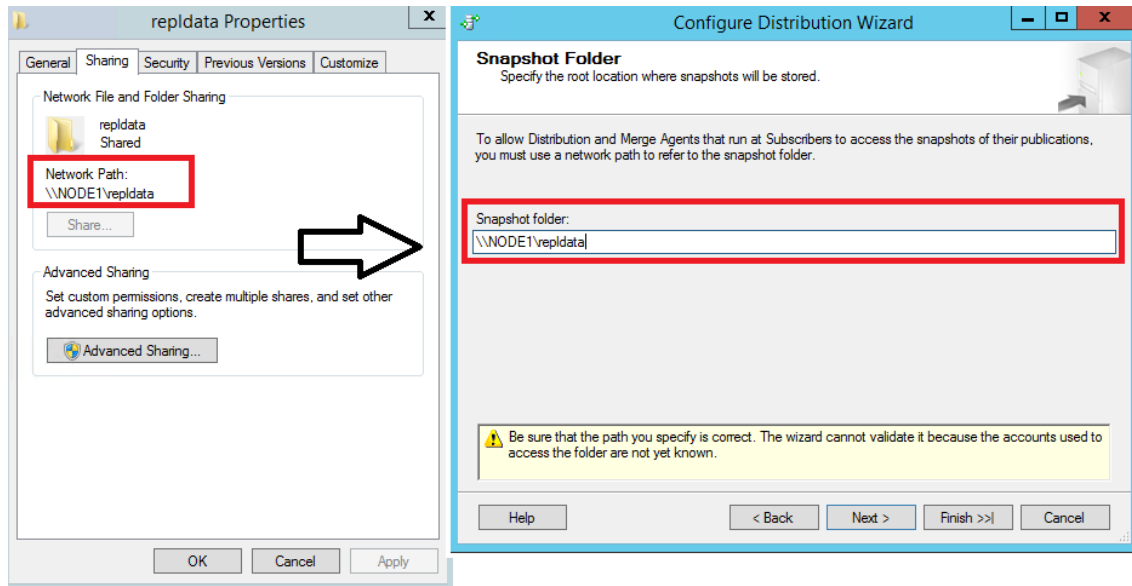 repldata Properties
x
General
Sharing
Security
Previous Versions
Customize
Network File and Folder Sharing
repldata
Shared
Network Path:
\\NODE1\repldata
Share...
Advanced Sharing
Set custom permissions, create multiple shares, and set other
advanced sharing options.
Advanced Sharing...
OK
Cancel
Apply
Configure Distribution Wizard
x
Snapshot Folder
Specify the root location where snapshots will be stored.
To allow Distribution and Merge Agents that run at Subscribers to access the snapshots of their publications,
you must use a network path to refer to the snapshot folder.
Snapshot folder:
\\NODE1\repldata
Be sure that the path you specify is correct. The wizard cannot validate it because the accounts used to
access the folder are not yet known.
Help
< Back
Next >
Finish >>|
Cancel